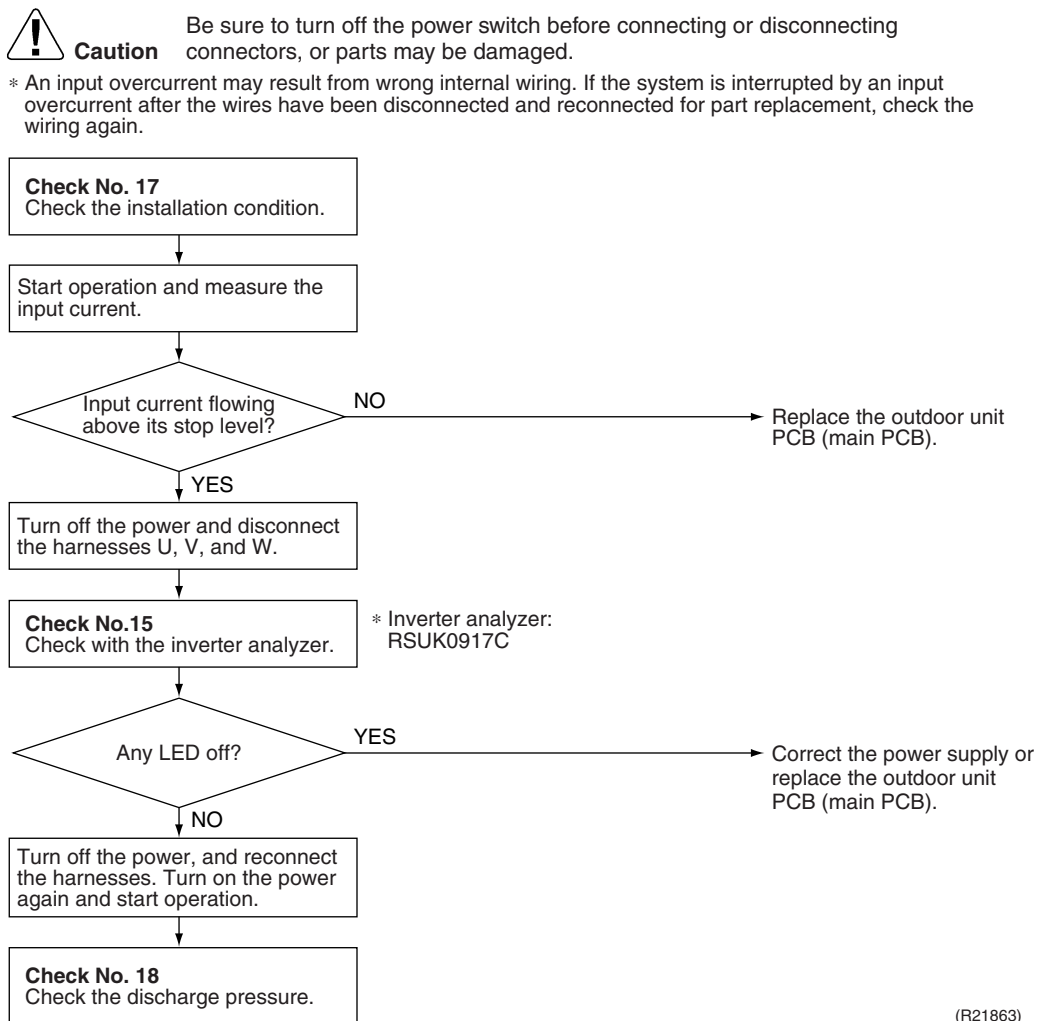 Be sure to turn off the power switch before connecting or disconnecting
Caution connectors, or parts may be damaged.
* An input overcurrent may result from wrong internal wiring. If the system is interrupted by an input
overcurrent after the wires have been disconnected and reconnected for part replacement, check the
wiring again.
Check No. 17
Check the installation condition.
Start operation and measure the
input current.
Input current flowing
above its stop level?
NO
Replace the outdoor unit
PCB (main PCB).
YES
Turn off the power and disconnect
the harnesses U, V, and W.
Check No.15
Check with the inverter analyzer.
* Inverter analyzer:
RSUK0917C
Any LED off?
YES
Correct the power supply or
replace the outdoor unit
PCB (main PCB).
NO
Turn off the power, and reconnect
the harnesses. Turn on the power
again and start operation.
Check No. 18
Check the discharge pressure.
(R21863)